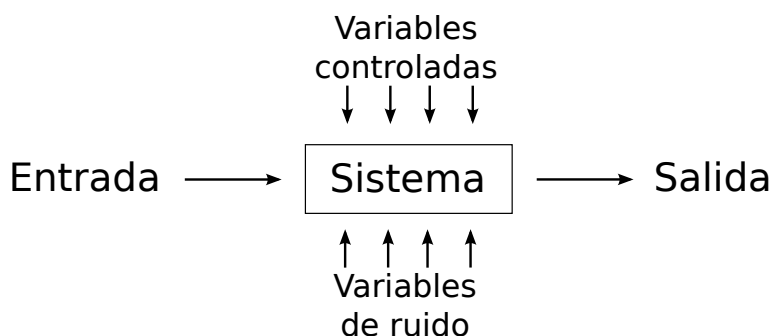 Variables
controladas
Entrada
Sistema
Salida
Variables
de ruido